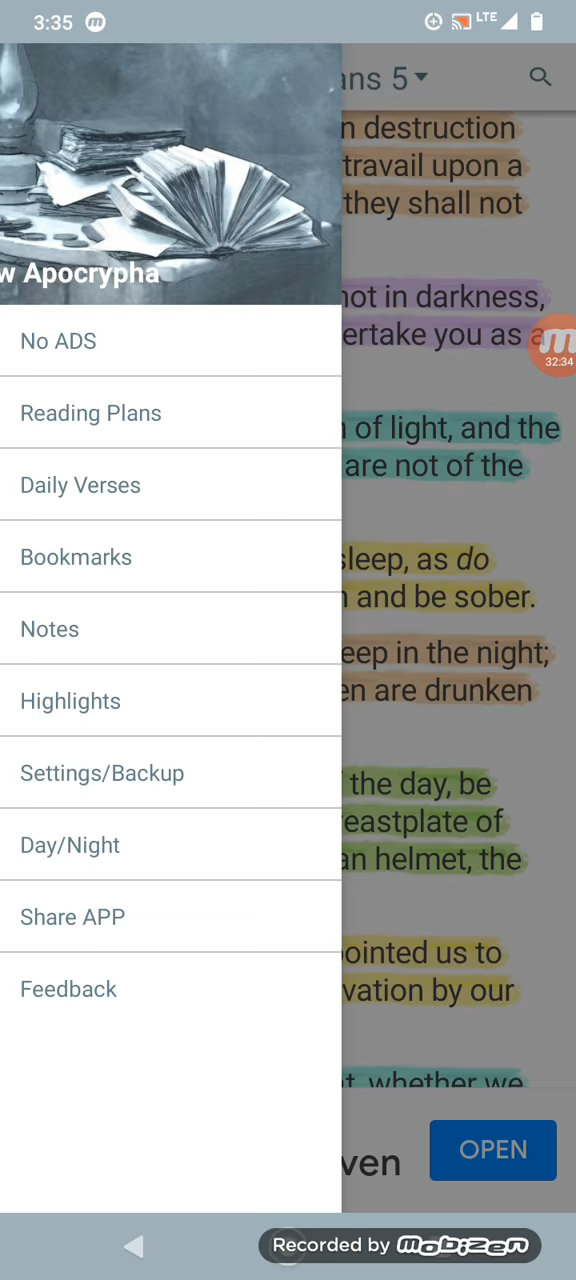 3:35
LTE
ans 5
n destruction
travail upon a
they shall not
w Apocrypha
not in darkness,
ertake you as a
32:34
n of light, and the
are not of the
sleep, as do
n and be sober.
eep in the night;
en are drunken
the day, be
reastplate of
an helmet, the
pointed us to
vation by our
t, whether we
No ADS
Reading Plans
Daily Verses
Bookmarks
Notes
Highlights
Settings/Backup
Day/Night
Share APP
Feedback
ven
OPEN
Recorded by mobizen